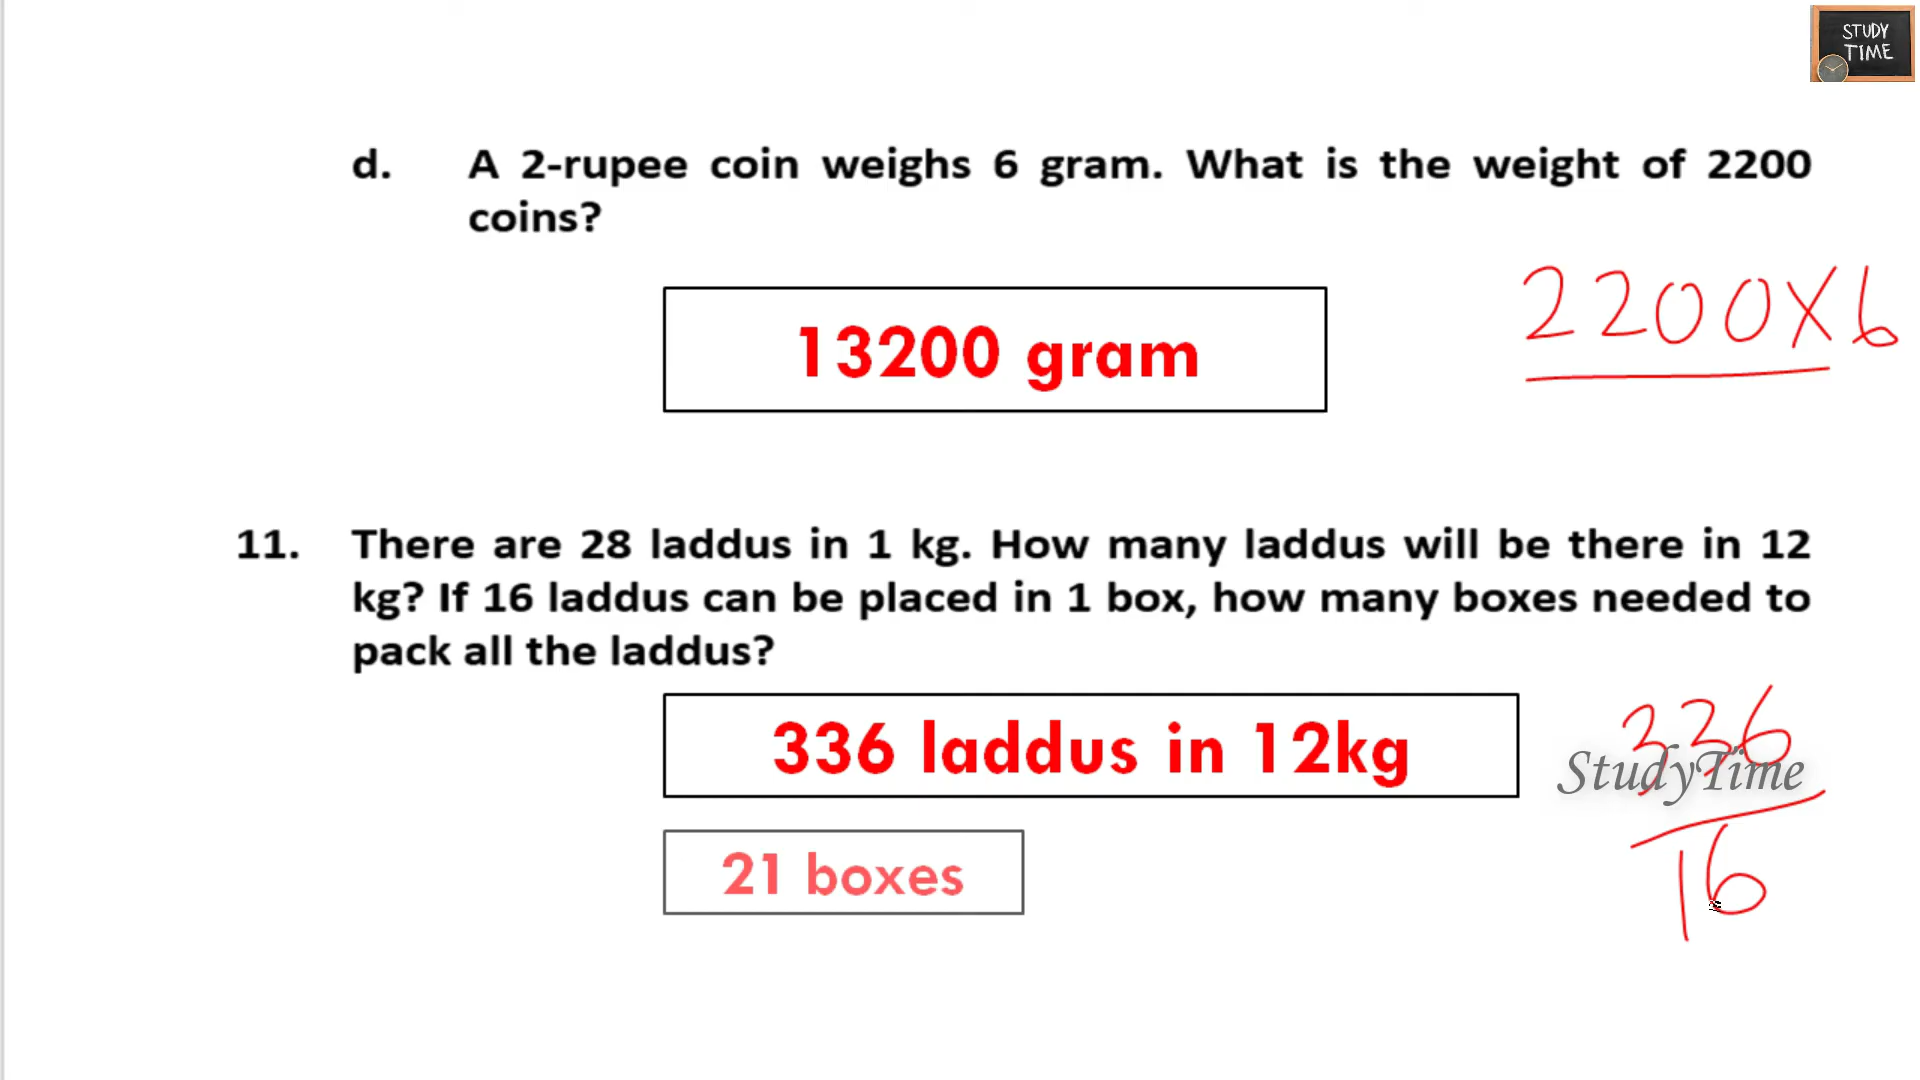 STUDY
TIME
d. A 2-rupee coin weighs 6 gram. What is the weight of 2200
coins?
2200X6
13200 gram
11. There are 28 laddus in 1 kg. How many laddus will be there in 12
kg? If 16 laddus can be placed in 1 box, how many boxes needed to
pack all the laddus?
336 laddus in 12kg
336
StudyTime
16
21 boxes